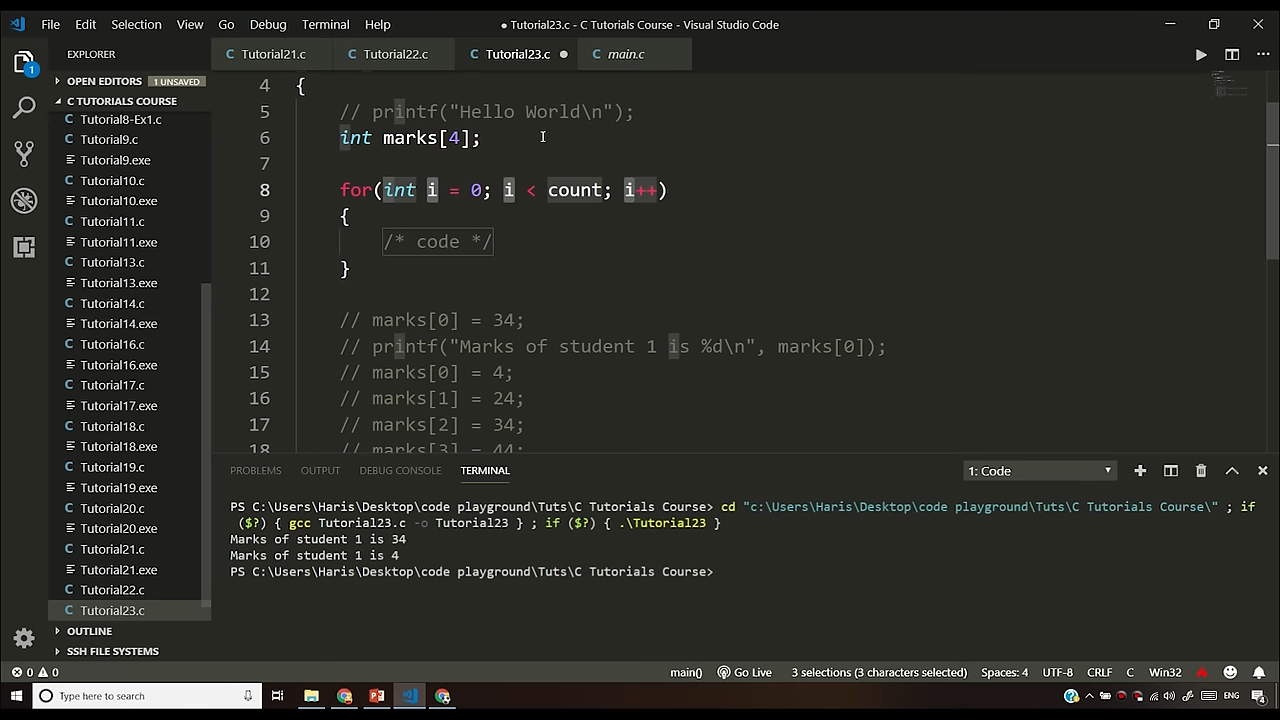 File Edit Selection View Go Debug Terminal Help
● Tutorial23.c - C Tutorials Course - Visual Studio Code
EXPLORER
C Tutorial21.c C Tutorial22.c C Tutorial23.c ● C main.c
1
OPEN EDITORS 1 UNSAVED
C TUTORIALS COURSE
C Tutorial8-Ex1.c
C Tutorial9.c
Tutorial9.exe
C Tutorial10.c
Tutorial10.exe
C Tutorial11.c
Tutorial11.exe
C Tutorial13.c
Tutorial13.exe
C Tutorial14.c
Tutorial14.exe
C Tutorial16.c
Tutorial16.exe
C Tutorial17.c
Tutorial17.exe
C Tutorial18.c
Tutorial18.exe
C Tutorial19.c
Tutorial19.exe
C Tutorial20.c
Tutorial20.exe
C Tutorial21.c
Tutorial21.exe
C Tutorial22.c
C Tutorial23.c
OUTLINE
SSH FILE SYSTEMS
4 {
5 // printf("Hello World\n");
6 int marks[4];
7
8 for(int i = 0; i < count; i++)
9 {
10 /* code */
11 }
12
13 // marks[0] = 34;
14 // printf("Marks of student 1 is %d\n", marks[0]);
15 // marks[0] = 4;
16 // marks[1] = 24;
17 // marks[2] = 34;
18 // marks[3] = 44;
PROBLEMS OUTPUT DEBUG CONSOLE TERMINAL 1: Code
PS C:\Users\Haris\Desktop\code playground\Tuts\C Tutorials Course> cd "c:\Users\Haris\Desktop\code playground\Tuts\C Tutorials Course\" ; if
($?) { gcc Tutorial23.c -o Tutorial23 } ; if ($?) { .\Tutorial23 }
Marks of student 1 is 34
Marks of student 1 is 4
PS C:\Users\Haris\Desktop\code playground\Tuts\C Tutorials Course>
0 0 main() Go Live 3 selections (3 characters selected) Spaces: 4 UTF-8 CRLF C Win32
Type here to search ENG 4